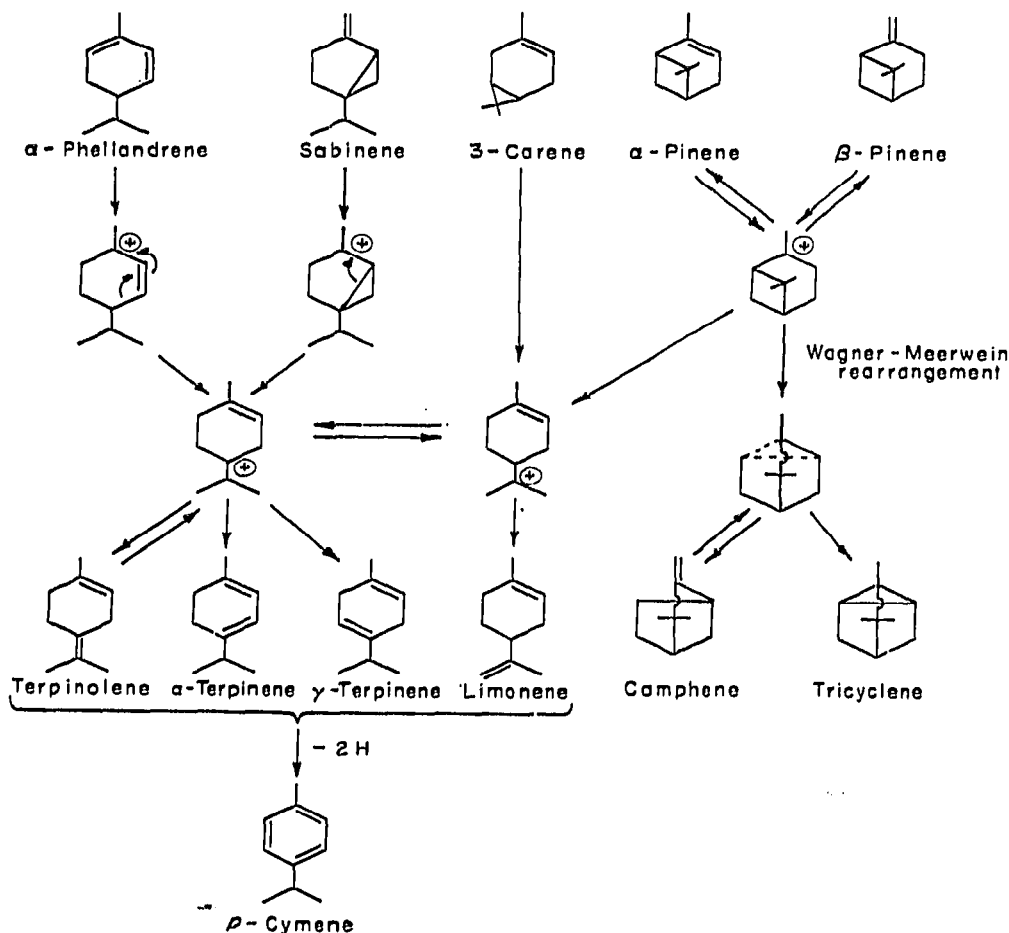 α-Phellandrene
Sabinene
3-Carene
α-Pinene
β-Pinene
+
+
+
Wagner-Meerwein
rearrangement
+
+
Terpinolene
α-Terpinene
γ-Terpinene
Limonene
Camphene
Tricyclene
-2H
p-Cymene